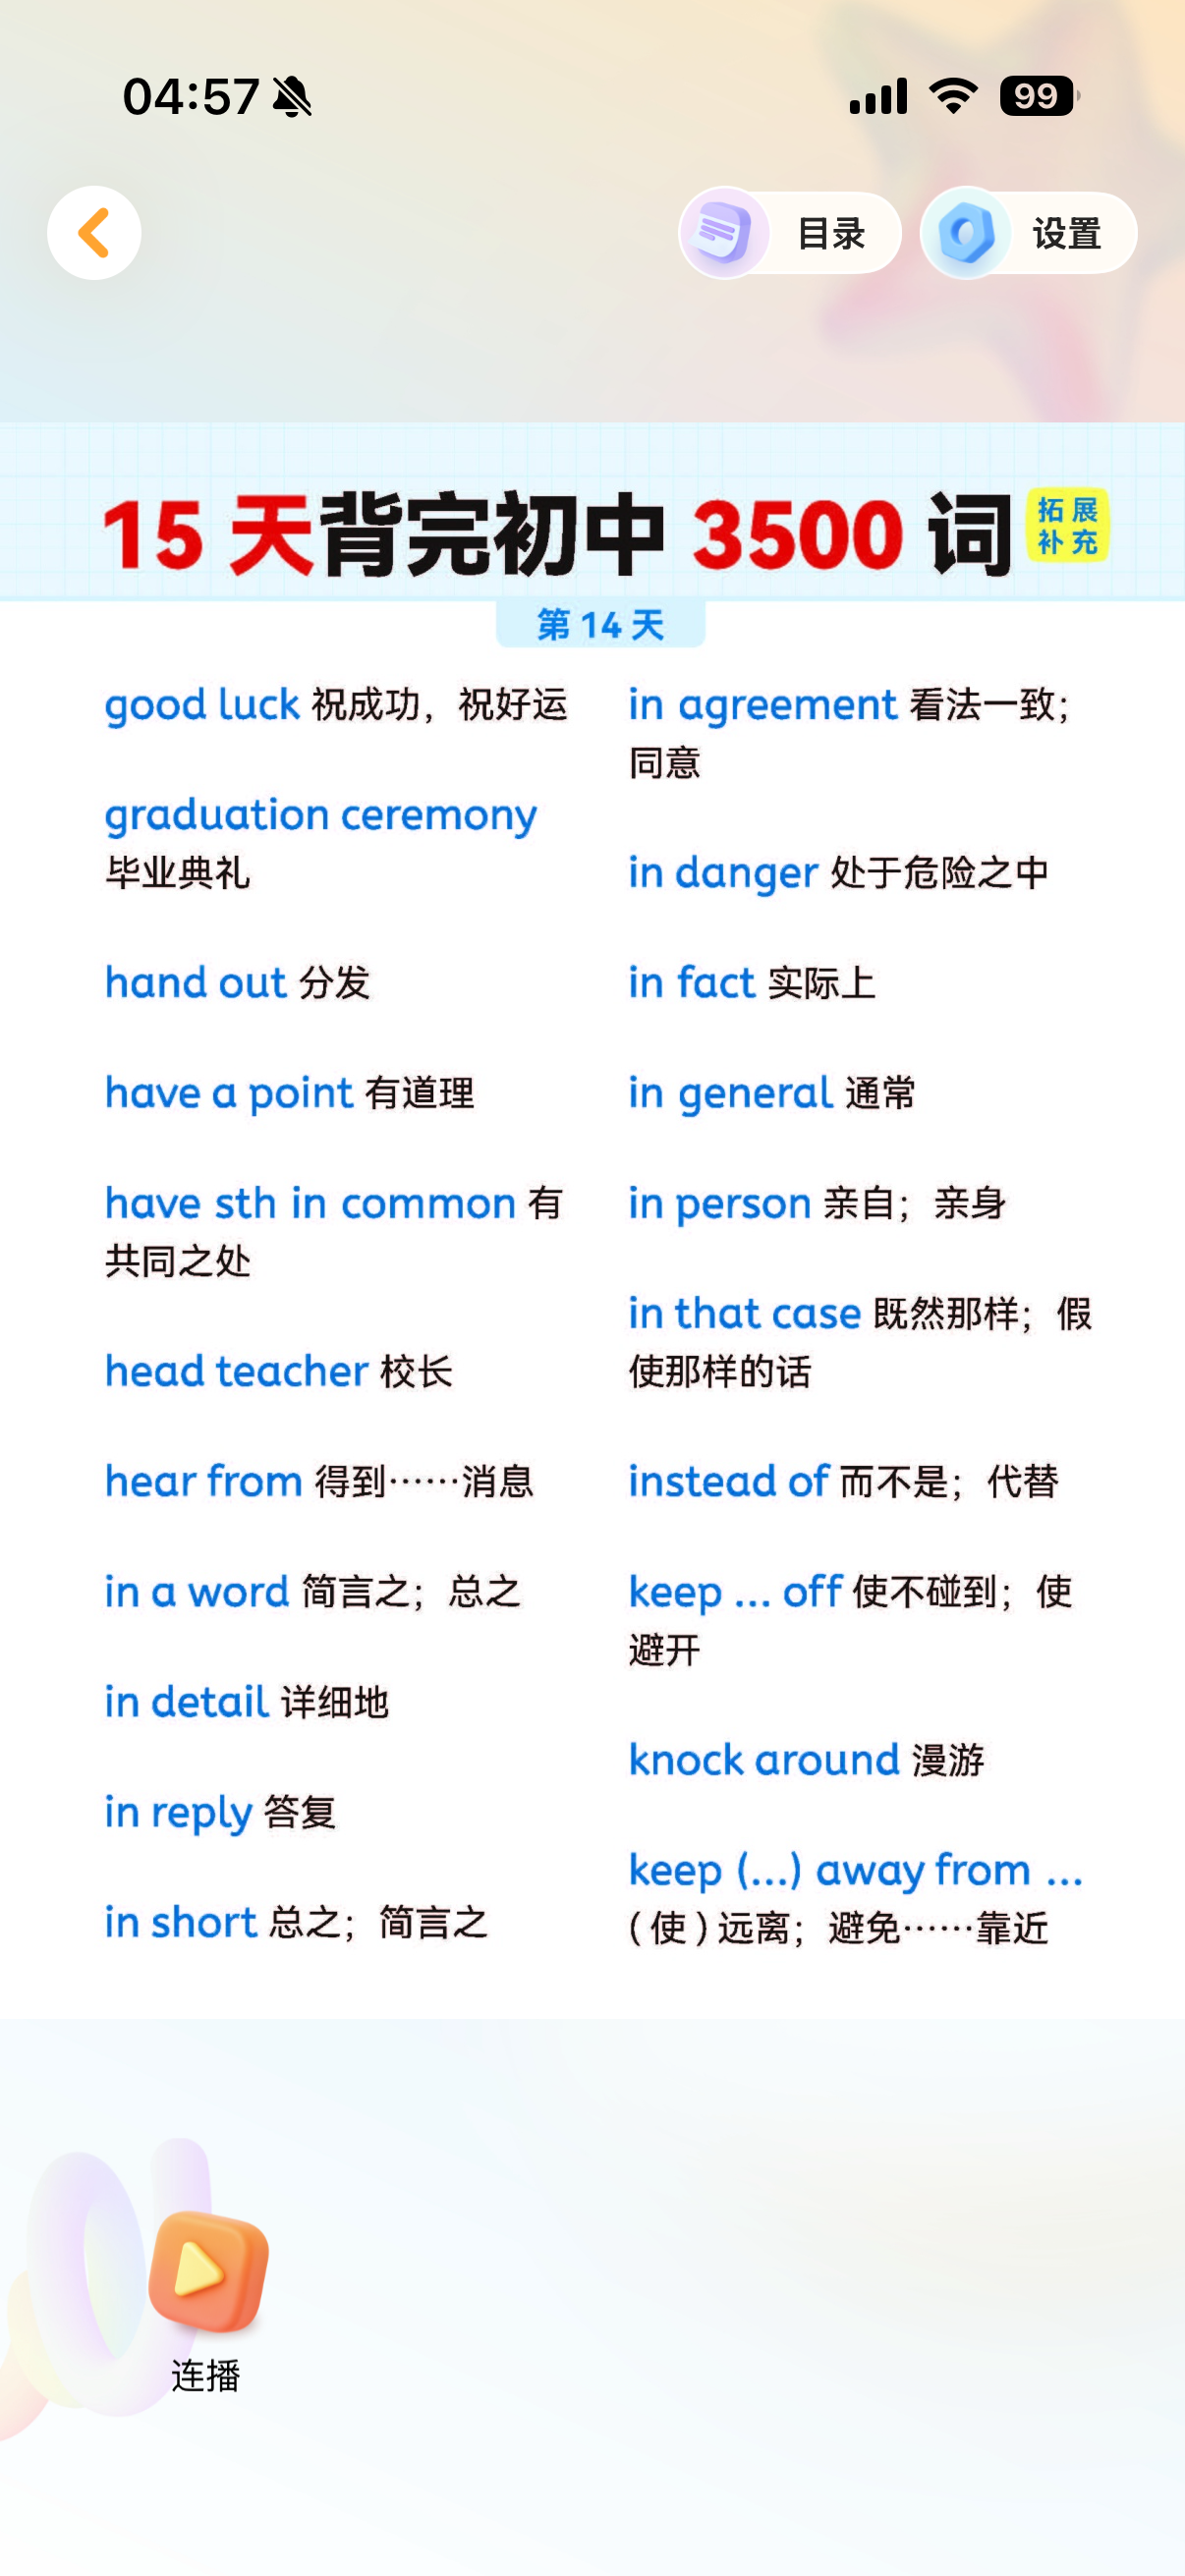 04:57
99
目录
设置
15 天背完初中 3500 词
拓展
补充
第 14 天
good luck 祝成功，祝好运
graduation ceremony
毕业典礼
hand out 分发
have a point 有道理
have sth in common 有
共同之处
head teacher 校长
hear from 得到……消息
in a word 简言之；总之
in detail 详细地
in reply 答复
in short 总之；简言之
in agreement 看法一致；
同意
in danger 处于危险之中
in fact 实际上
in general 通常
in person 亲自；亲身
in that case 既然那样；假
使那样的话
instead of 而不是；代替
keep ... off 使不碰到；使
避开
knock around 漫游
keep (...) away from ...
(使)远离；避免……靠近
连播